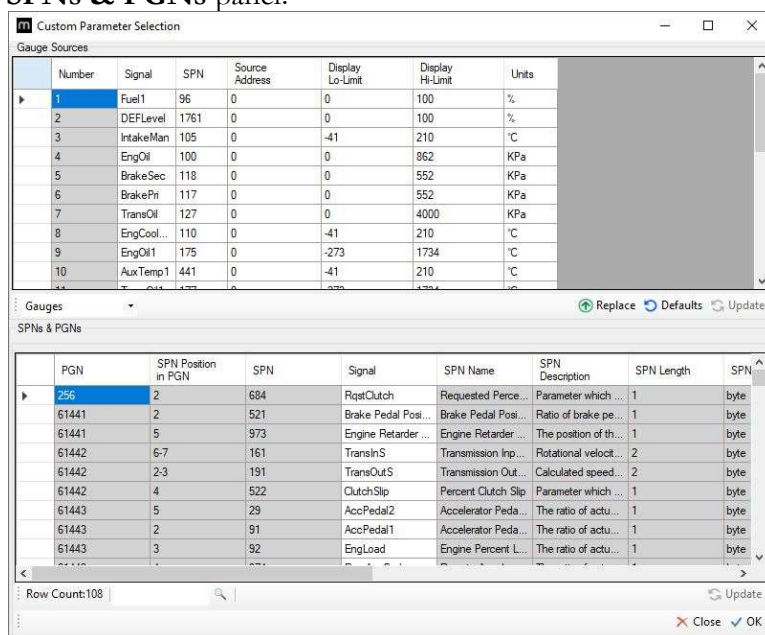 SPNs & PGNs panel.
m Custom Parameter Selection
Gauge Sources
Number Signal SPN Source Address Display Lo-Limit Display Hi-Limit Units
1 Fuel1 96 0 0 100 %
2 DEFLevel 1761 0 0 100 %
3 IntakeMan 105 0 -41 210 °C
4 EngOil 100 0 0 862 KPa
5 BrakeSec 118 0 0 552 KPa
6 BrakePri 117 0 0 552 KPa
7 TransOil 127 0 0 4000 KPa
8 EngCool... 110 0 -41 210 °C
9 EngOil1 175 0 -273 1734 °C
10 AuxTemp1 441 0 -41 210 °C
Gauges Replace Defaults Update
SPNs & PGNs
PGN SPN Position in PGN SPN Signal SPN Name SPN Description SPN Length SPN
256 2 684 RqstClutch Requested Perce... Parameter which ... 1 byte
61441 2 521 Brake Pedal Posi... Brake Pedal Posi... Ratio of brake pe... 1 byte
61441 5 973 Engine Retarder ... Engine Retarder ... The position of th... 1 byte
61442 6-7 161 TransInS Transmission Inp... Rotational velocit... 2 byte
61442 2-3 191 TransOutS Transmission Out... Calculated speed... 2 byte
61442 4 522 ClutchSlip Percent Clutch Slip Parameter which ... 1 byte
61443 5 29 AccPedal2 Accelerator Peda... The ratio of actu... 1 byte
61443 2 91 AccPedal1 Accelerator Peda... The ratio of actu... 1 byte
61443 3 92 EngLoad Engine Percent L... The ratio of actu... 1 byte
Row Count:108 Update
Close OK